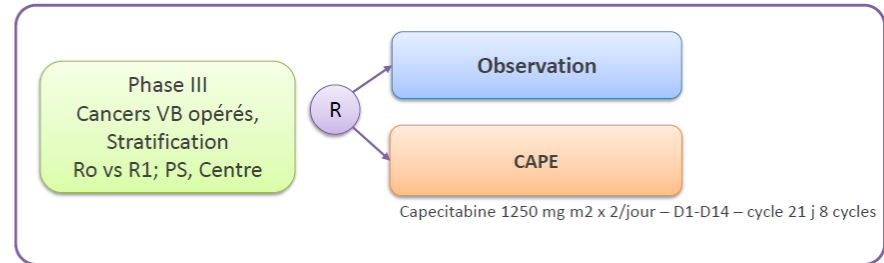 Phase III
Cancers VB opérés,
Stratification
Ro vs R1; PS, Centre
R
Observation
CAPE
Capecitabine 1250 mg m2 x 2/jour – D1-D14 – cycle 21 j 8 cycles